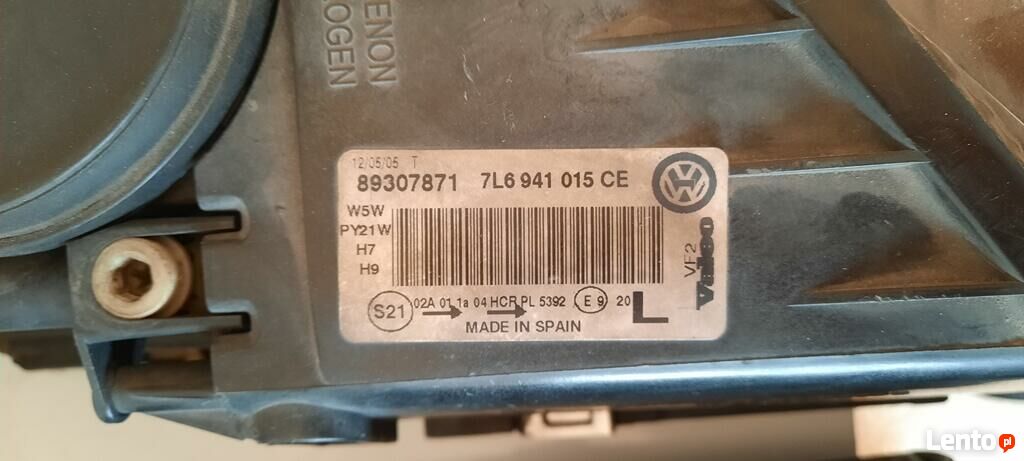 ENON
LOGEN
12/05/05 T
89307871 7L6 941 015 CE
W5W
PY21W
H7
H9
S21 02A 01 1a 04 HCR PL 5392 E 9 20 L
MADE IN SPAIN
VF2
Valeo
Lento.pl